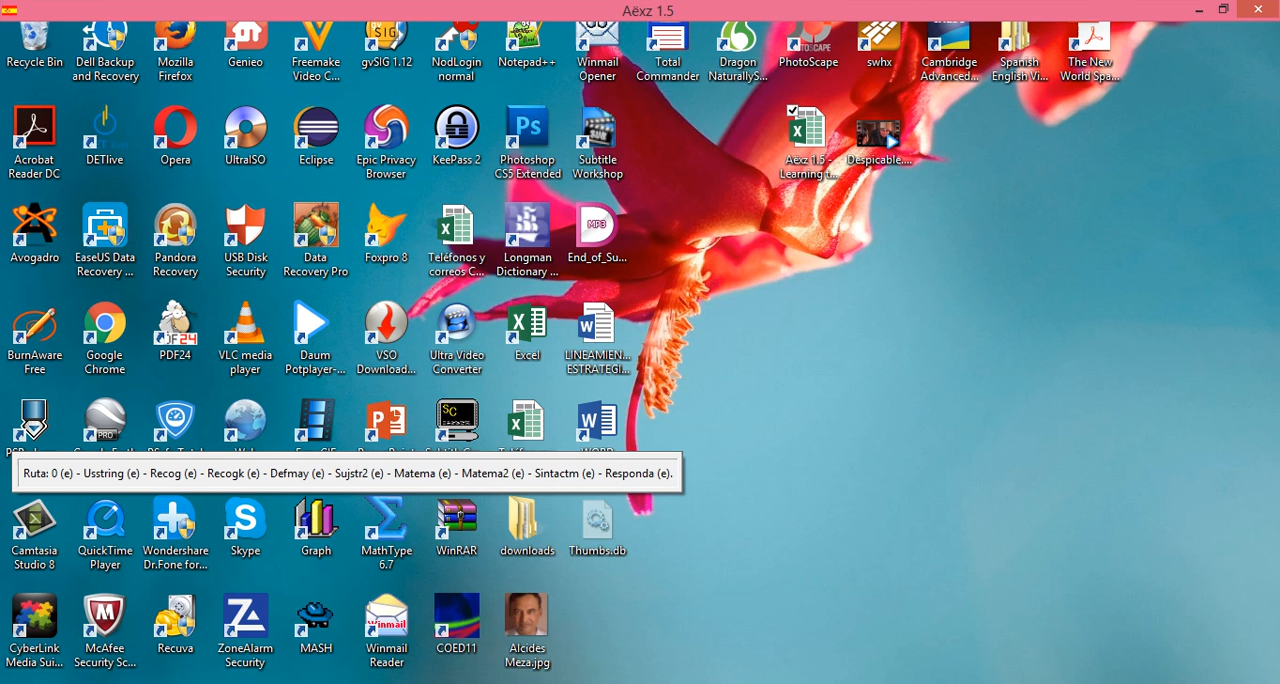 Aëxz 1.5
Recycle Bin
Dell Backup
and Recovery
Mozilla
Firefox
Genieo
Freemake
Video C...
gvSIG 1.12
NodLogin
normal
Notepad++
Winmail
Opener
Total
Commander
Dragon
NaturallyS...
PhotoScape
swhx
Cambridge
Advanced...
Spanish
English Vi...
The New
World Spa...
Acrobat
Reader DC
DETlive
Opera
UltraISO
Eclipse
Epic Privacy
Browser
KeePass 2
Photoshop
CS5 Extended
Subtitle
Workshop
Aëxz 1.5 -
Learning t...
Despicable....
Avogadro
EaseUS Data
Recovery ...
Pandora
Recovery
USB Disk
Security
Data
Recovery Pro
Foxpro 8
Teléfonos y
correos C...
Longman
Dictionary ...
End_of_Su...
BurnAware
Free
Google
Chrome
PDF24
VLC media
player
Daum
Potplayer-...
VSO
Download...
Ultra Video
Converter
Excel
LINEAMIEN...
ESTRATEGI...
Ruta: 0 (e) - Usstring (e) - Recog (e) - Recogk (e) - Defmay (e) - Sujstr2 (e) - Matema (e) - Matema2 (e) - Sintactm (e) - Responda (e).
Camtasia
Studio 8
QuickTime
Player
Wondershare
Dr.Fone for...
Skype
Graph
MathType
6.7
WinRAR
downloads
Thumbs.db
CyberLink
Media Sui...
McAfee
Security Sc...
Recuva
ZoneAlarm
Security
MASH
Winmail
Reader
COED11
Alcides
Meza.jpg